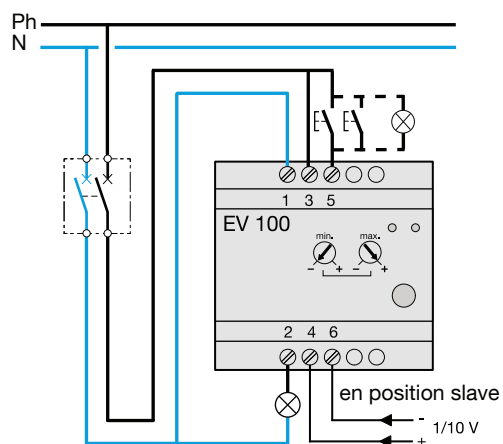 Ph
N
1 3 5
EV 100
min. max.
- + - +
2 4 6
en position slave
-
1/10 V
+